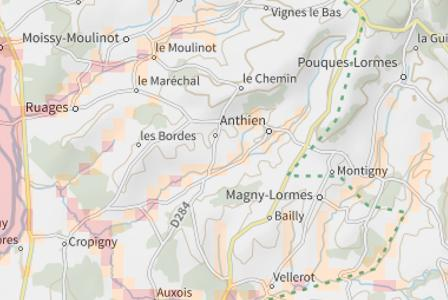 Vignes le Bas
Moissy-Moulinot
la Gui
le Moulinot
Pouques-Lormes
le Maréchal
le Chemin
Ruages
Anthien
les Bordes
Montigny
Magny-Lormes
D284
Bailly
y
Cropigny
res
Vellerot
Auxois